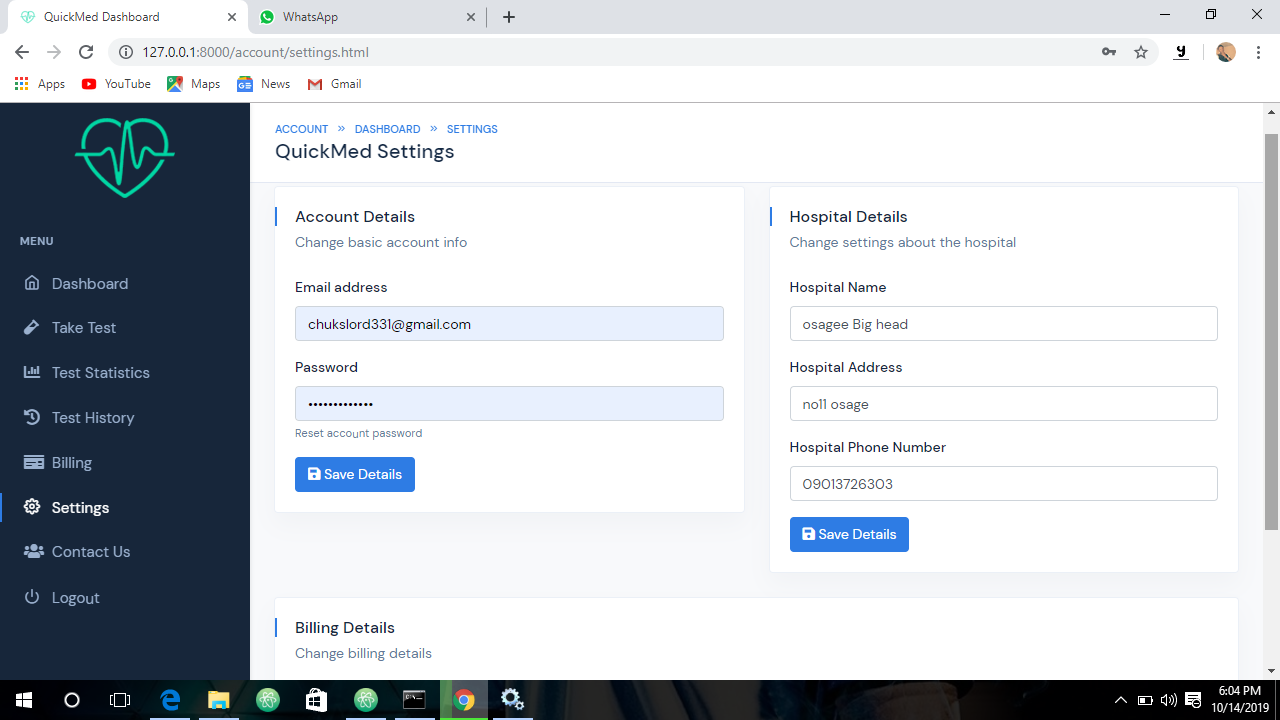 QuickMed Dashboard
WhatsApp
127.0.0.1:8000/account/settings.html
Apps YouTube Maps News Gmail
ACCOUNT » DASHBOARD » SETTINGS
QuickMed Settings
MENU
Dashboard
Take Test
Test Statistics
Test History
Billing
Settings
Contact Us
Logout
Account Details
Change basic account info
Email address
chukslord331@gmail.com
Password
•••••••••••••
Reset account password
Save Details
Hospital Details
Change settings about the hospital
Hospital Name
osagee Big head
Hospital Address
no11 osage
Hospital Phone Number
09013726303
Save Details
Billing Details
Change billing details
6:04 PM
10/14/2019